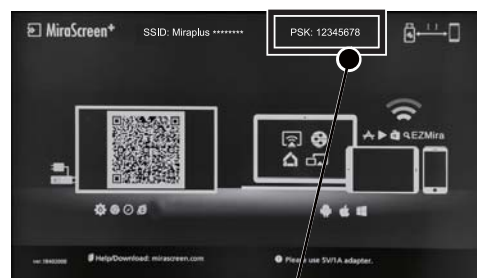 MiraScreen+
SSID: Miraplus ********
PSK: 12345678
EZMira
Help/Download: mirascreen.com
Please use 5V/1A adapter.